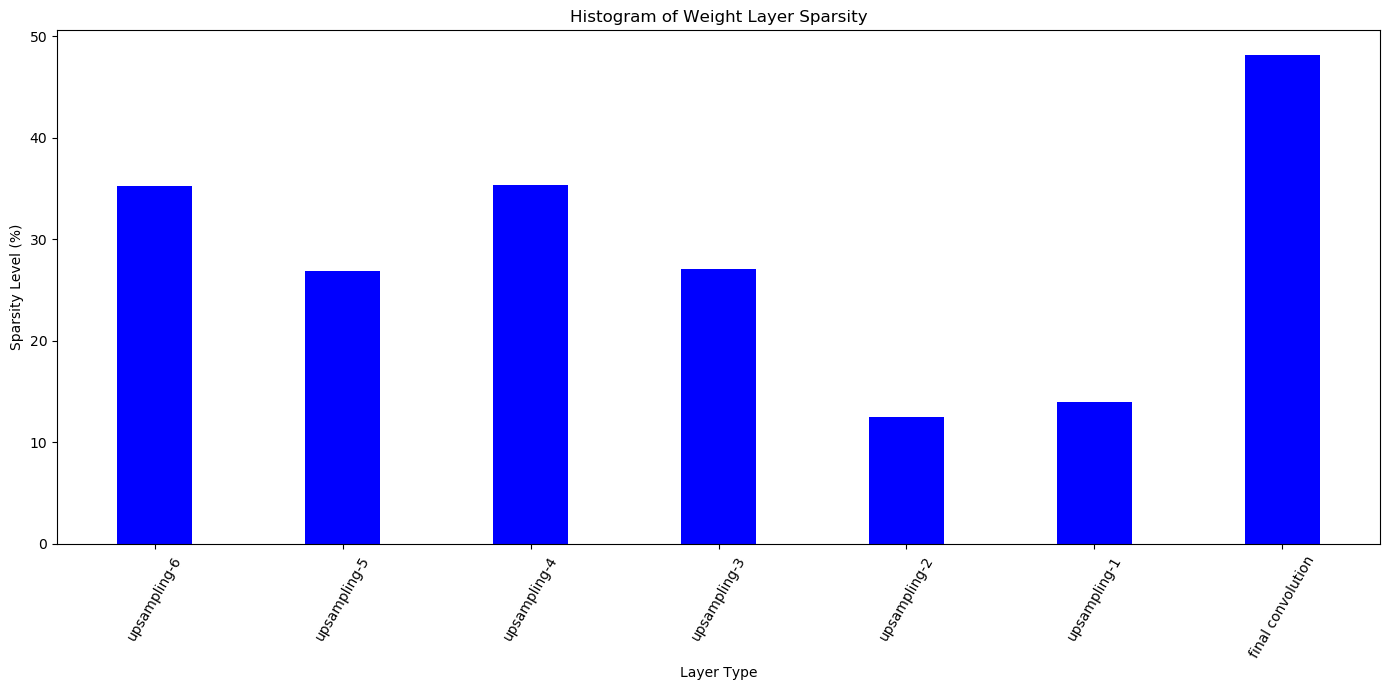 Histogram of Weight Layer Sparsity
Sparsity Level (%)
50
40
30
20
10
0
upsampling-6
upsampling-5
upsampling-4
upsampling-3
upsampling-2
upsampling-1
final convolution
Layer Type